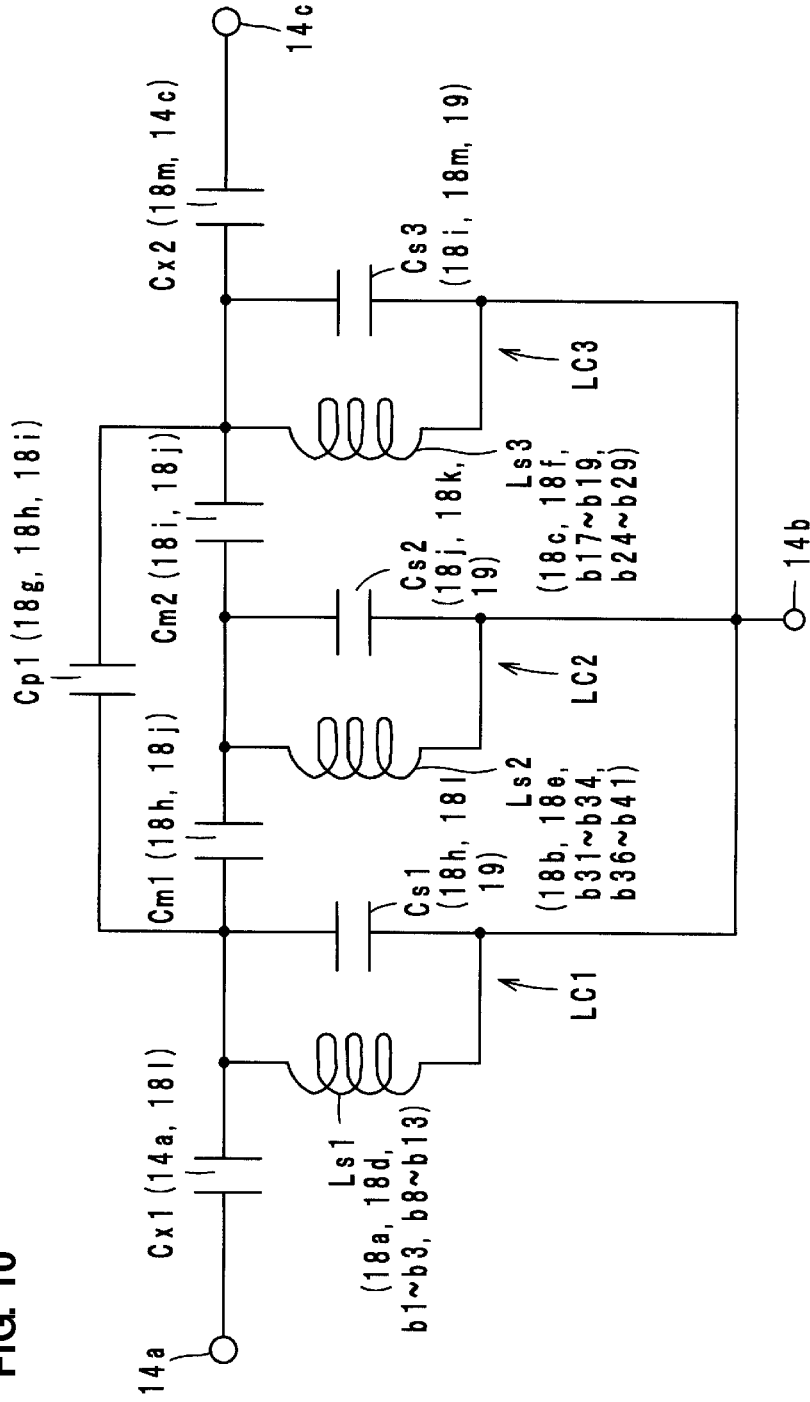 FIG. 10
Cp1 (18g, 18h, 18i)
Cx1 (14a, 18l)
Cm1 (18h, 18j)
Cm2 (18i, 18j)
Cx2 (18m, 14c)
14a
14c
Ls1
(18a, 18d,
b1~b3, b8~b13)
Cs1
(18h, 18l
19)
LC1
Ls2
(18b, 18e,
b31~b34,
b36~b41)
Cs2
(18j, 18k,
19)
LC2
Ls3
(18c, 18f,
b17~b19,
b24~b29)
Cs3
(18i, 18m, 19)
LC3
14b